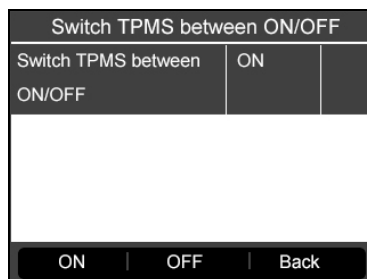 Switch TPMS between ON/OFF
Switch TPMS between ON
ON/OFF
ON OFF Back